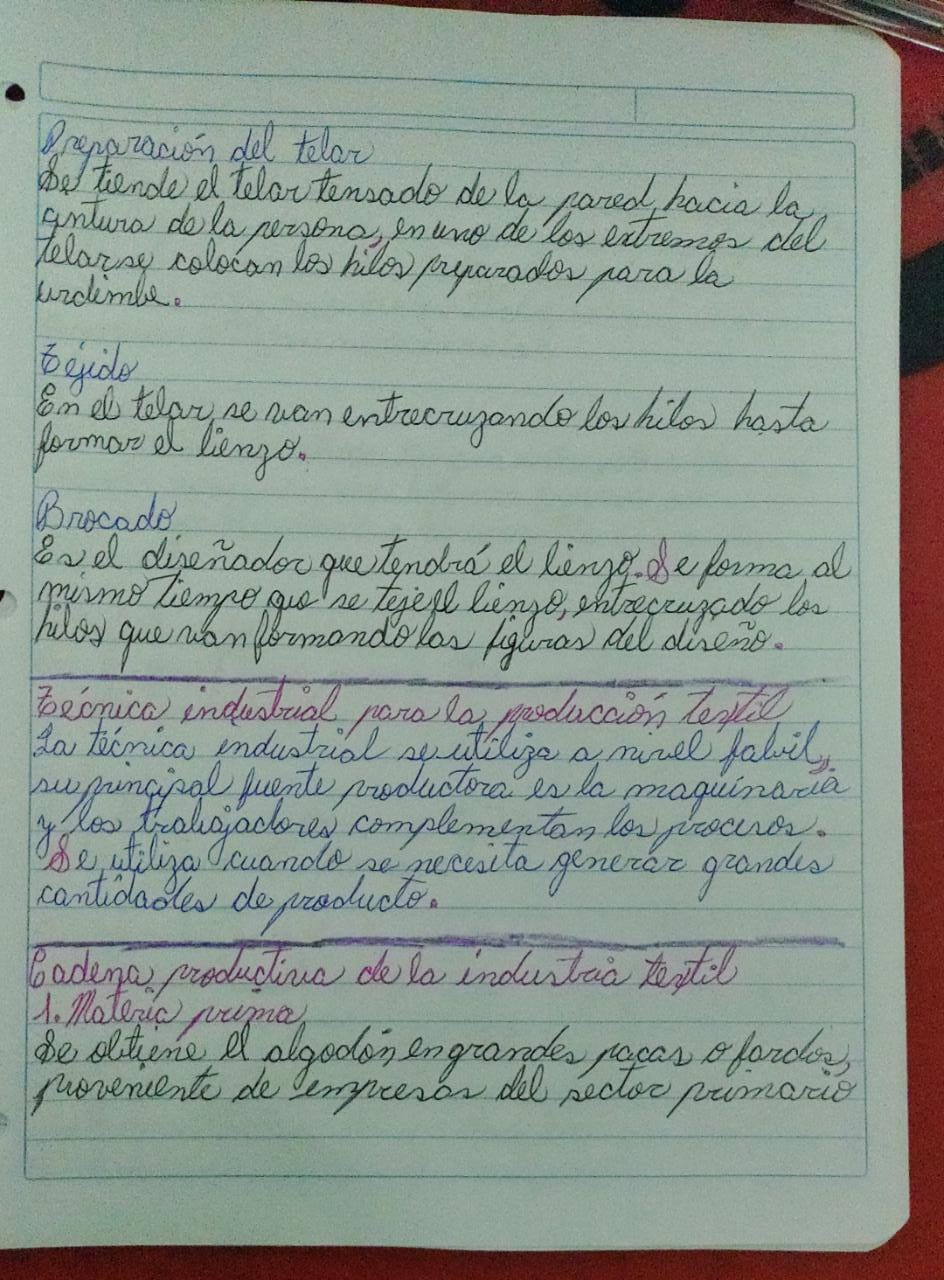 Preparación del telar
Se tiende el telar tensado de la pared hacia la
cintura de la persona, en uno de los extremos del
telar se colocan los hilos preparados para la
urdimbe.
Téjido
En el telar se van entrecruzando los hilos hasta
formar el lienzo.
Brocado
Es el diseñador que tendrá el lienzo. Se forma al
mismo tiempo que se teje el lienzo, entrecruzado los
hilos que van formando las figuras del diseño.
Técnica industrial para la producción textil
La técnica industrial se utiliza a nivel fabril,
su principal fuente productora es la maquinaria
y los trabajadores complementan los procesos.
Se utiliza cuando se necesita generar grandes
cantidades de producto.
Cadena productiva de la industria textil
1. Materia prima
Se obtiene el algodón en grandes pacas o fardos,
proveniente de empresas del sector primario